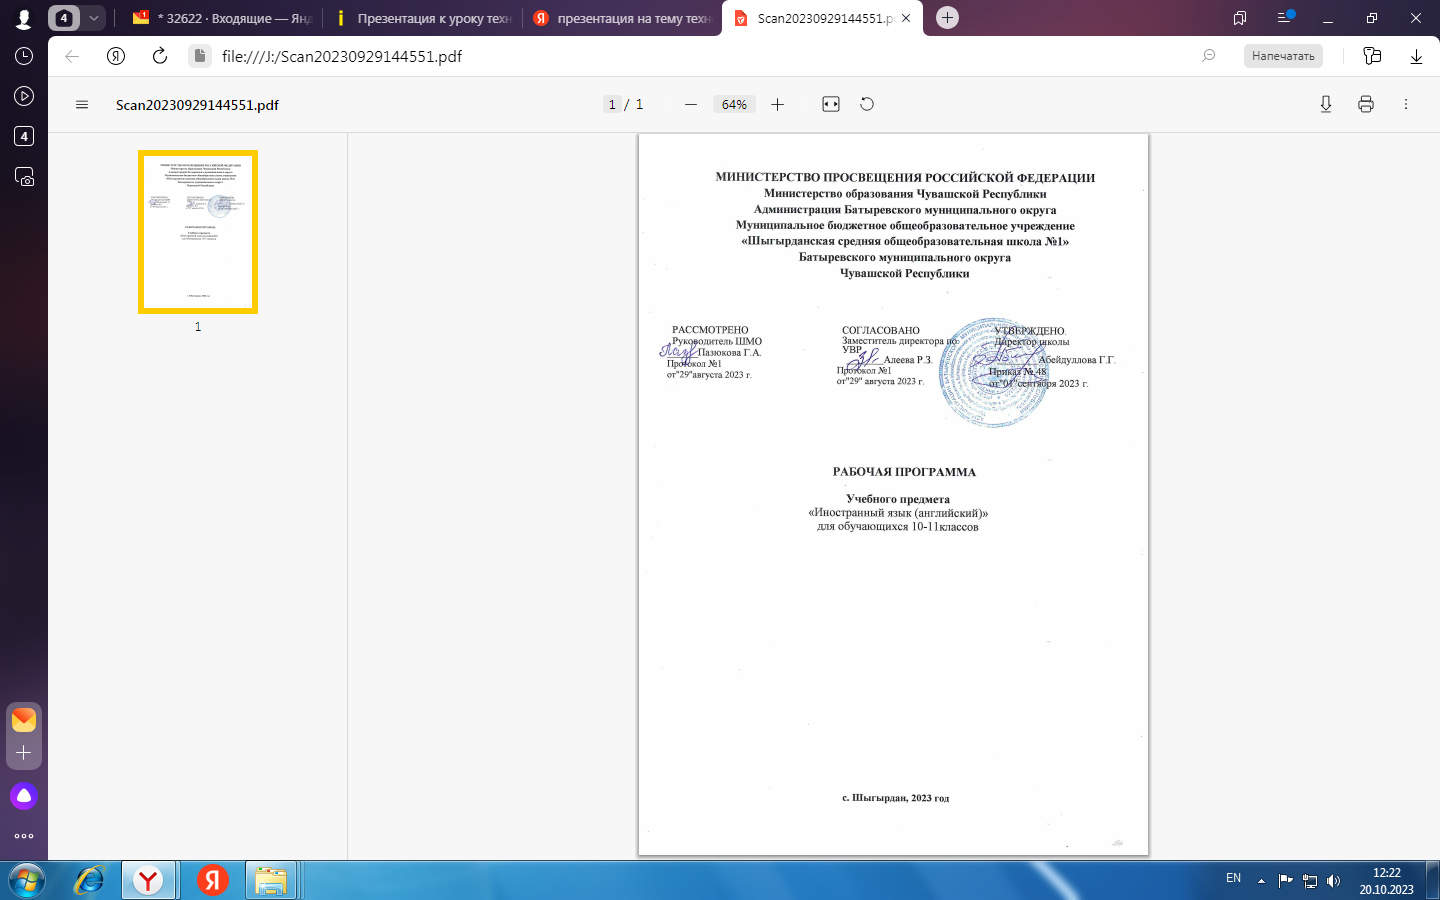 4
* 32622 · Входящие — Янд
Презентация к уроку техн
презентация на тему техн
Scan20230929144551.pd
file:///J:/Scan20230929144551.pdf
Напечатать
4
Scan20230929144551.pdf
1 / 1
64%
1
МИНИСТЕРСТВО ПРОСВЕЩЕНИЯ РОССИЙСКОЙ ФЕДЕРАЦИИ
Министерство образования Чувашской Республики
Администрация Батыревского муниципального округа
Муниципальное бюджетное общеобразовательное учреждение
«Шыгырданская средняя общеобразовательная школа №1»
Батыревского муниципального округа
Чувашской Республики
РАССМОТРЕНО
Руководитель ШМО
Пазюкова Г.А.
Протокол №1
от"29"августа 2023 г.
СОГЛАСОВАНО
Заместитель директора по
УВР
Алеева Р.З.
Протокол №1
от"29" августа 2023 г.
УТВЕРЖДЕНО.
Директор школы
Абейдуллова Г.Г.
Приказ № 48
от"01"сентября 2023 г.
РАБОЧАЯ ПРОГРАММА
Учебного предмета
«Иностранный язык (английский)»
для обучающихся 10-11классов
с. Шыгырдан, 2023 год
EN
12:22
20.10.2023